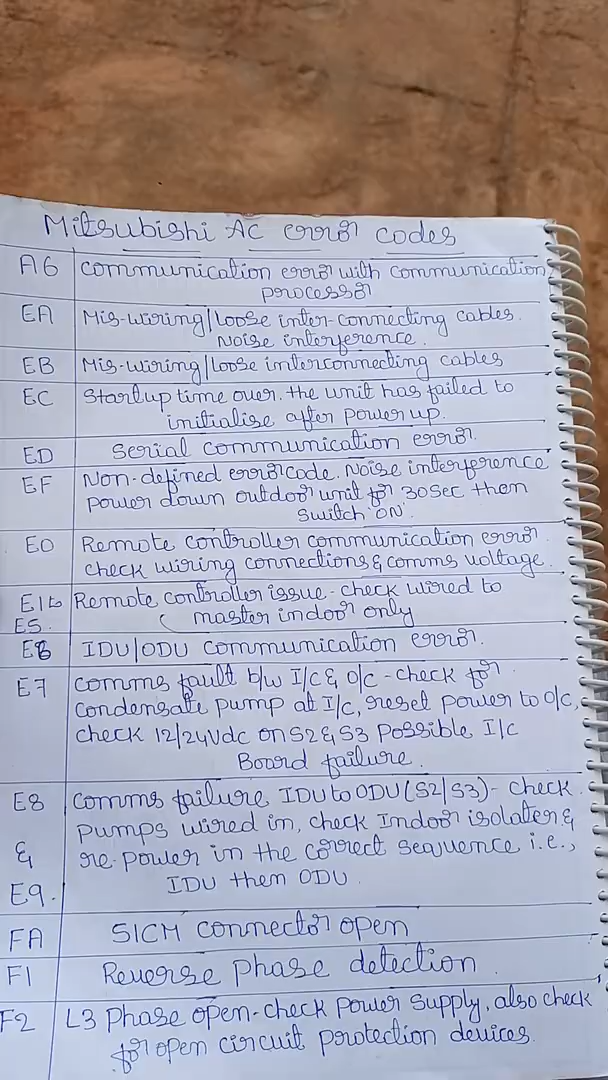 Mitsubishi AC error codes
A6 communication error with communication
processor
EA Mis-wiring/loose inter-connecting cables.
Noise interference.
EB Mis-wiring/loose interconnecting cables
EC Startup time over. the unit has failed to
initialise after power up.
ED Serial communication error.
EF Non-defined error code. Noise interference
power down outdoor unit for 30sec then
switch 'ON'
E0 Remote controller communication error.
check wiring connections & comms voltage.
E1 to Remote controller issue - check wired to
E5. (master indoor only
E6 IDU/ODU communication error.
E7 comms fault b/w I/C & O/C - check for
condensate pump at I/C, reset power to O/C,
check 12/24Vdc on S2 & S3 possible I/C
Board failure.
E8 comms failure IDU to ODU (S2/S3) - check
pumps wired in, check Indoor isolater &
& re-power in the correct sequence i.e.,
E9. IDU then ODU.
FA 51CM connector open
F1 Reverse phase detection.
F2 L3 phase open - check power supply, also check
for open circuit protection devices.